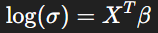 log(σ) = X^T β